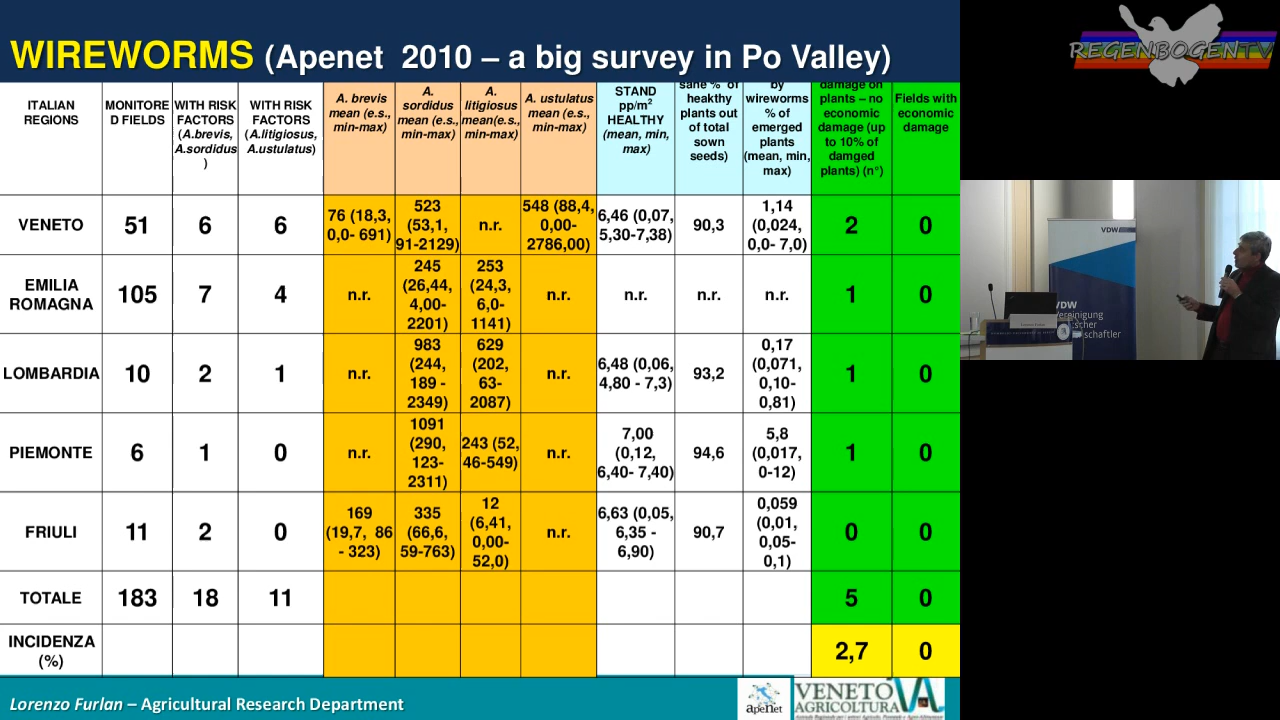 WIREWORMS (Apenet 2010 – a big survey in Po Valley)
REGENBOGENTV
ITALIAN REGIONS
MONITORE D FIELDS
WITH RISK FACTORS (A.brevis, A.sordidus )
WITH RISK FACTORS (A.litigiosus, A.ustulatus)
A. brevis mean (e.s., min-max)
A. sordidus mean (e.s., min-max)
A. litigiosus mean(e.s., min-max)
A. ustulatus mean (e.s., min-max)
STAND pp/m² HEALTHY (mean, min, max)
sane % of heakthy plants out of total sown seeds)
by wireworms % of emerged plants (mean, min, max)
damage on plants – no economic damage (up to 10% of damged plants) (n°)
Fields with economic damage
VENETO 51 6 6 76 (18,3, 0,0- 691) 523 (53,1, 91-2129) n.r. 548 (88,4, 0,00- 2786,00) 6,46 (0,07, 5,30-7,38) 90,3 1,14 (0,024, 0,0- 7,0) 2 0
EMILIA ROMAGNA 105 7 4 n.r. 245 (26,44, 4,00- 2201) 253 (24,3, 6,0- 1141) n.r. n.r. n.r. n.r. 1 0
LOMBARDIA 10 2 1 n.r. 983 (244, 189 - 2349) 629 (202, 63- 2087) n.r. 6,48 (0,06, 4,80 - 7,3) 93,2 0,17 (0,071, 0,10- 0,81) 1 0
PIEMONTE 6 1 0 n.r. 1091 (290, 123- 2311) 243 (52, 46-549) n.r. 7,00 (0,12, 6,40- 7,40) 94,6 5,8 (0,017, 0-12) 1 0
FRIULI 11 2 0 169 (19,7, 86 - 323) 335 (66,6, 59-763) 12 (6,41, 0,00- 52,0) n.r. 6,63 (0,05, 6,35 - 6,90) 90,7 0,059 (0,01, 0,05- 0,1) 0 0
TOTALE 183 18 11 5 0
INCIDENZA (%) 2,7 0
VDW
VDW
Lorenzo Furlan – Agricultural Research Department
apenet
VENETO
AGRICOLTURA